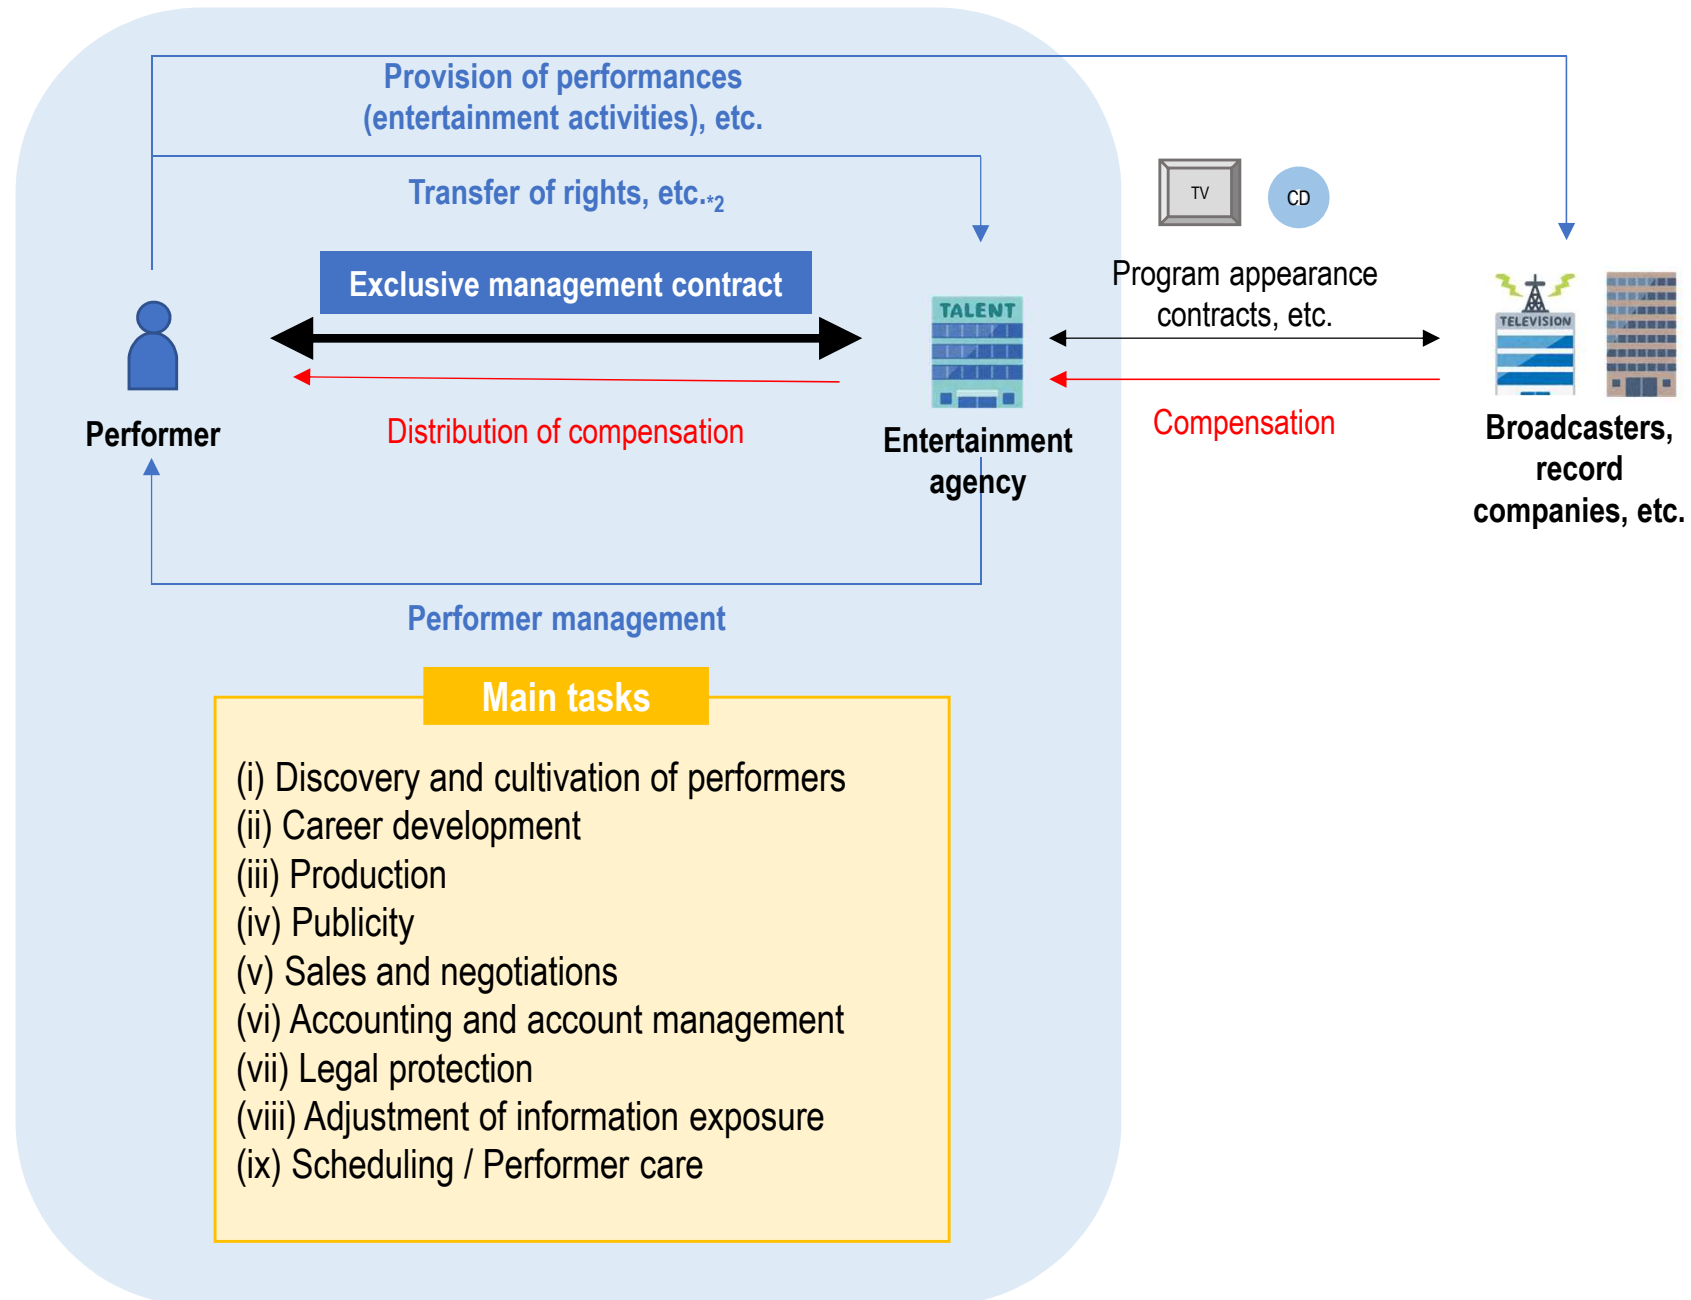 Provision of performances
(entertainment activities), etc.
Transfer of rights, etc.*2
TV
CD
Exclusive management contract
Program appearance
contracts, etc.
TALENT
TELEVISION
Performer
Distribution of compensation
Entertainment
agency
Compensation
Broadcasters,
record
companies, etc.
Performer management
Main tasks
(i) Discovery and cultivation of performers
(ii) Career development
(iii) Production
(iv) Publicity
(v) Sales and negotiations
(vi) Accounting and account management
(vii) Legal protection
(viii) Adjustment of information exposure
(ix) Scheduling / Performer care